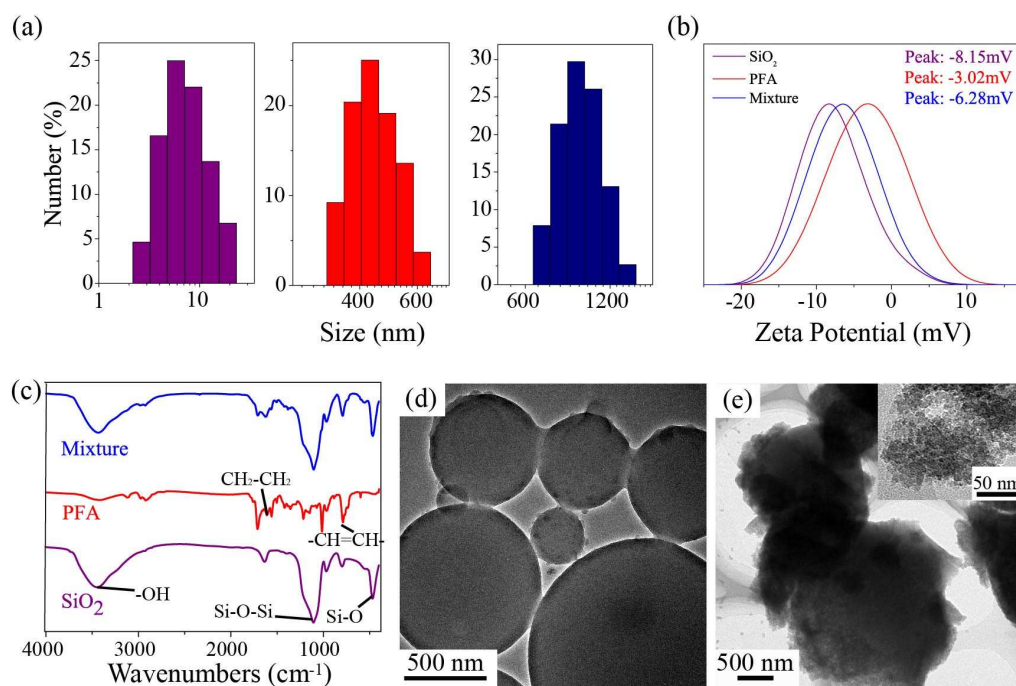 (a)
Number (%)
25
20
15
10
5
0
1
10
20
10
0
400
600
30
25
20
15
10
5
0
600
1200
Size (nm)
(b)
SiO₂
PFA
Mixture
Peak: -8.15mV
Peak: -3.02mV
Peak: -6.28mV
-20
-10
0
10
Zeta Potential (mV)
(c)
Mixture
CH₂-CH₂
PFA
-CH=CH-
SiO₂
-OH
Si-O-Si
Si-O
4000
3000
2000
1000
Wavenumbers (cm⁻¹)
(d)
500 nm
(e)
50 nm
500 nm